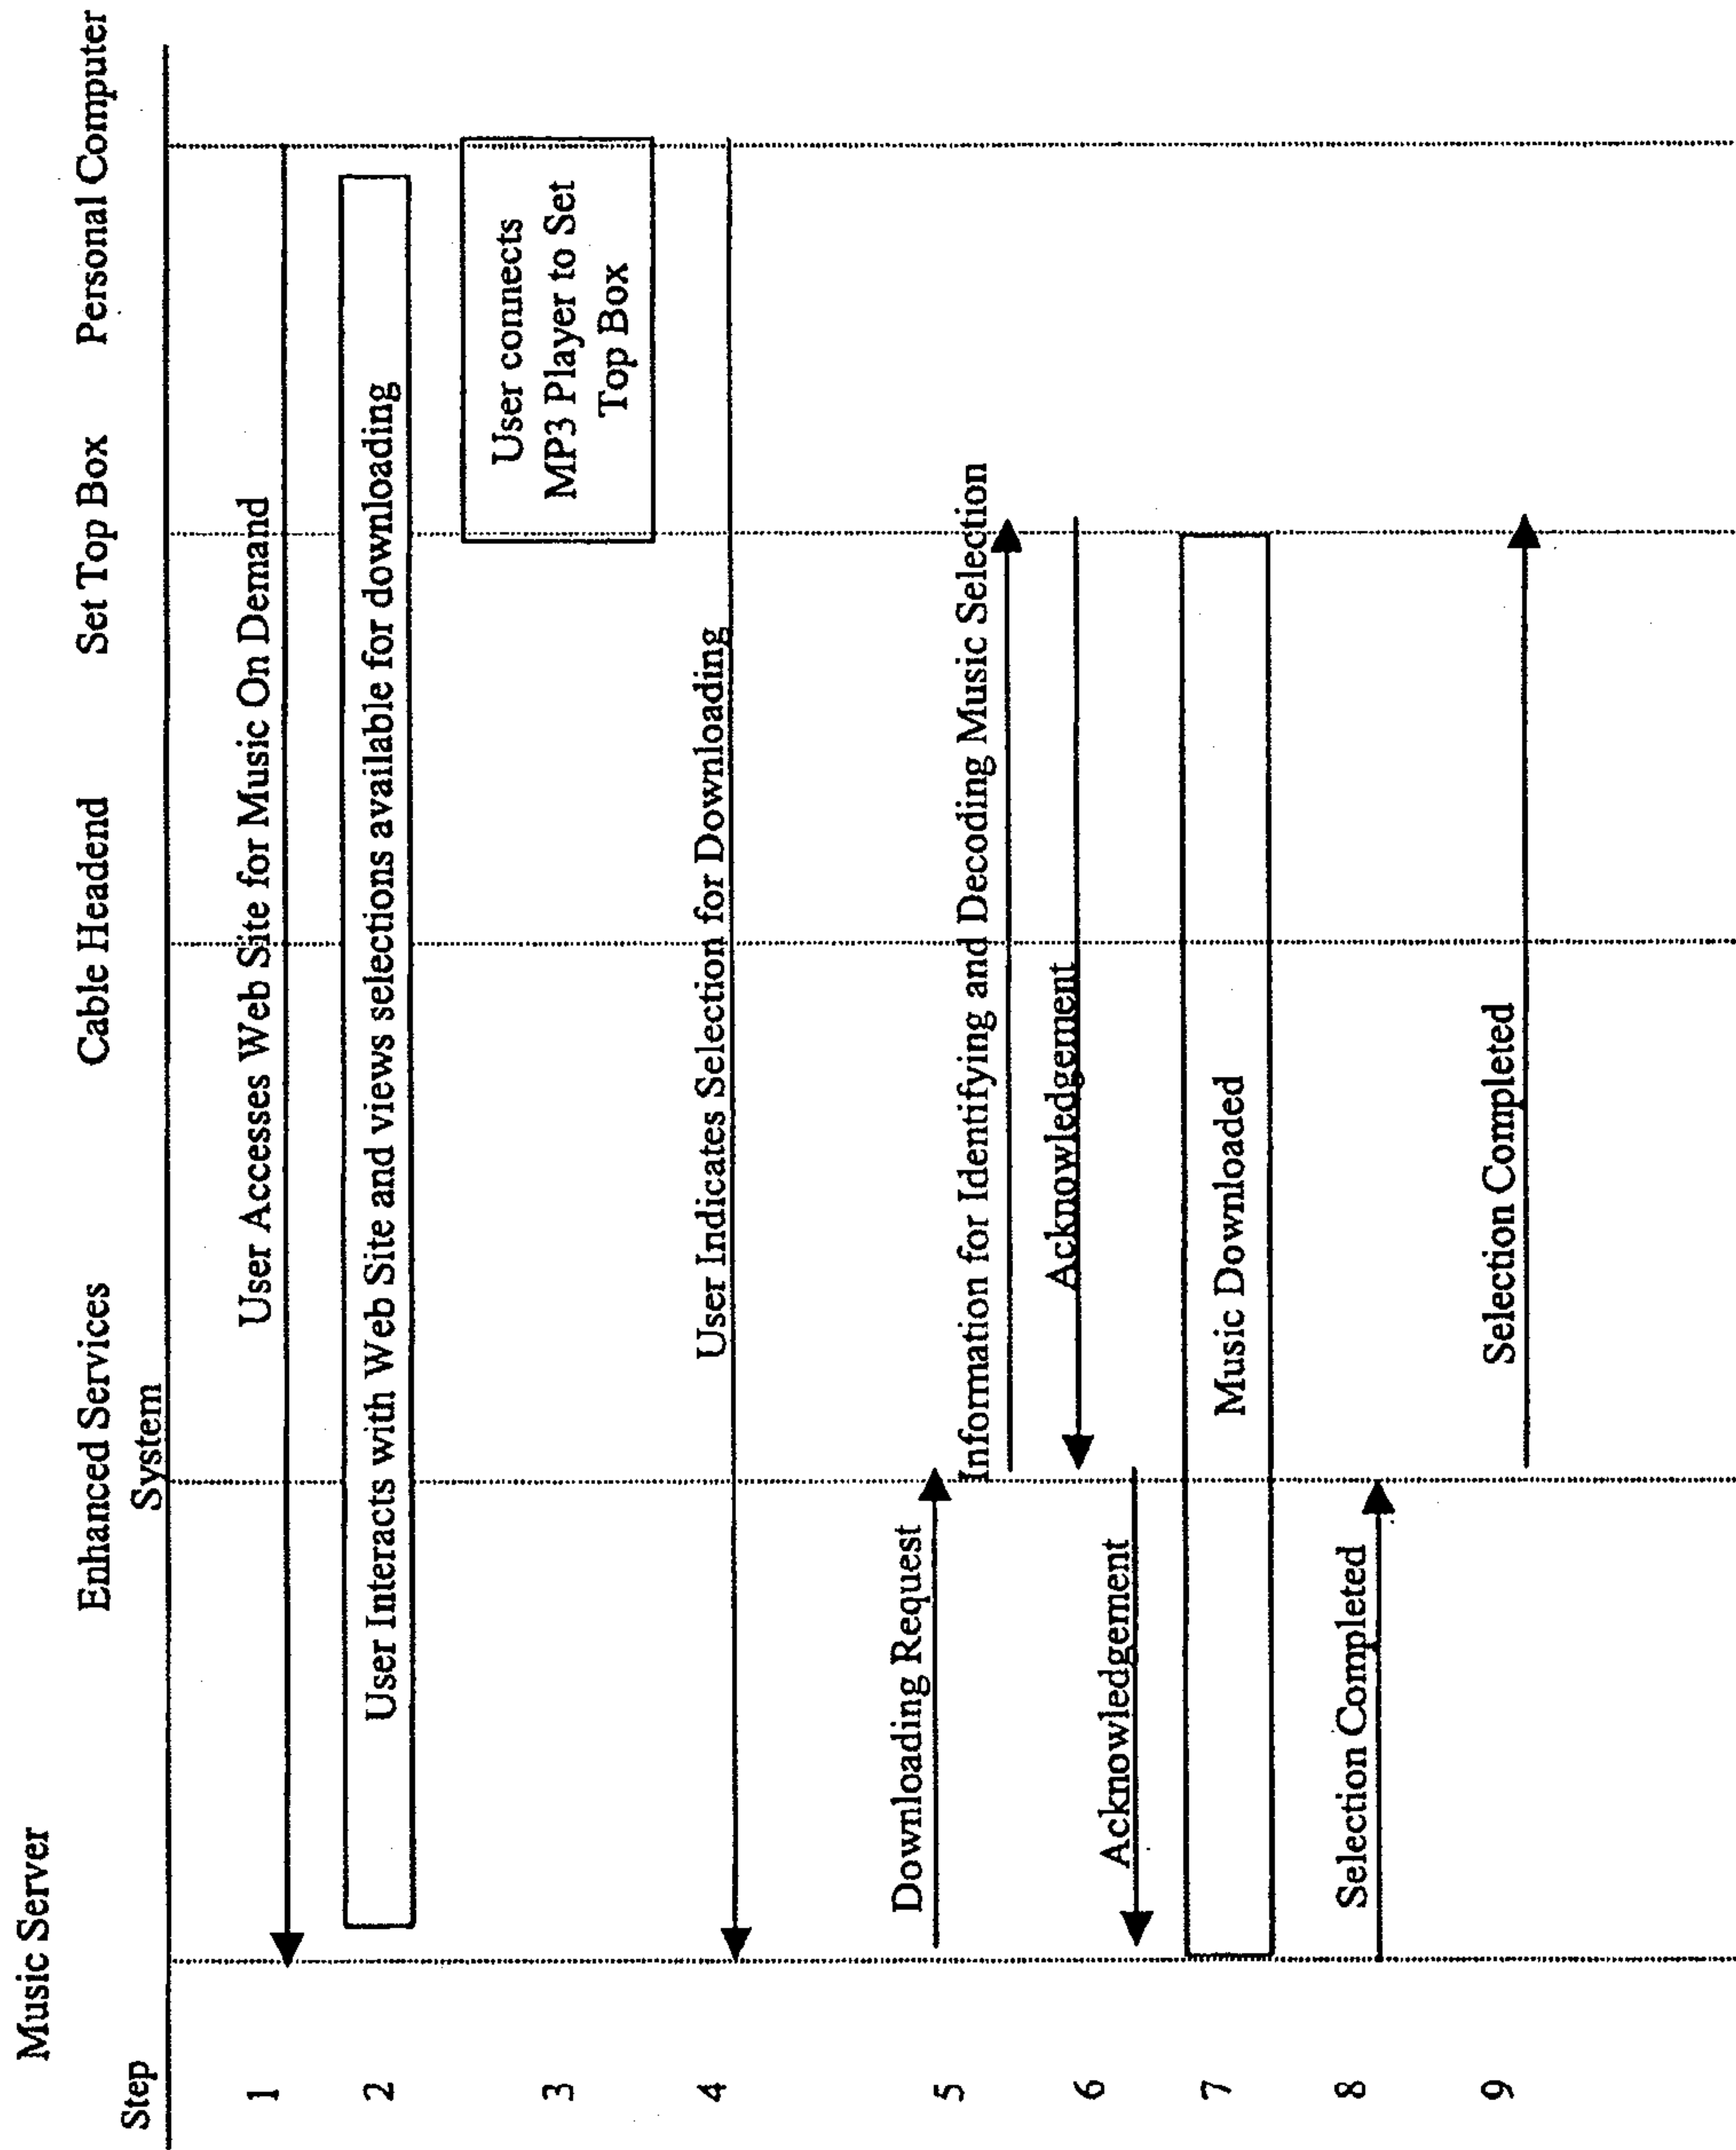 Music Server
Enhanced Services
System
Cable Headend
Set Top Box
Personal Computer
Step
1
User Accesses Web Site for Music On Demand
2
User Interacts with Web Site and views selections available for downloading
3
User connects
MP3 Player to Set
Top Box
4
User Indicates Selection for Downloading
5
Downloading Request
Information for Identifying and Decoding Music Selection
6
Acknowledgement
Acknowledgement
7
Music Downloaded
8
Selection Completed
9
Selection Completed